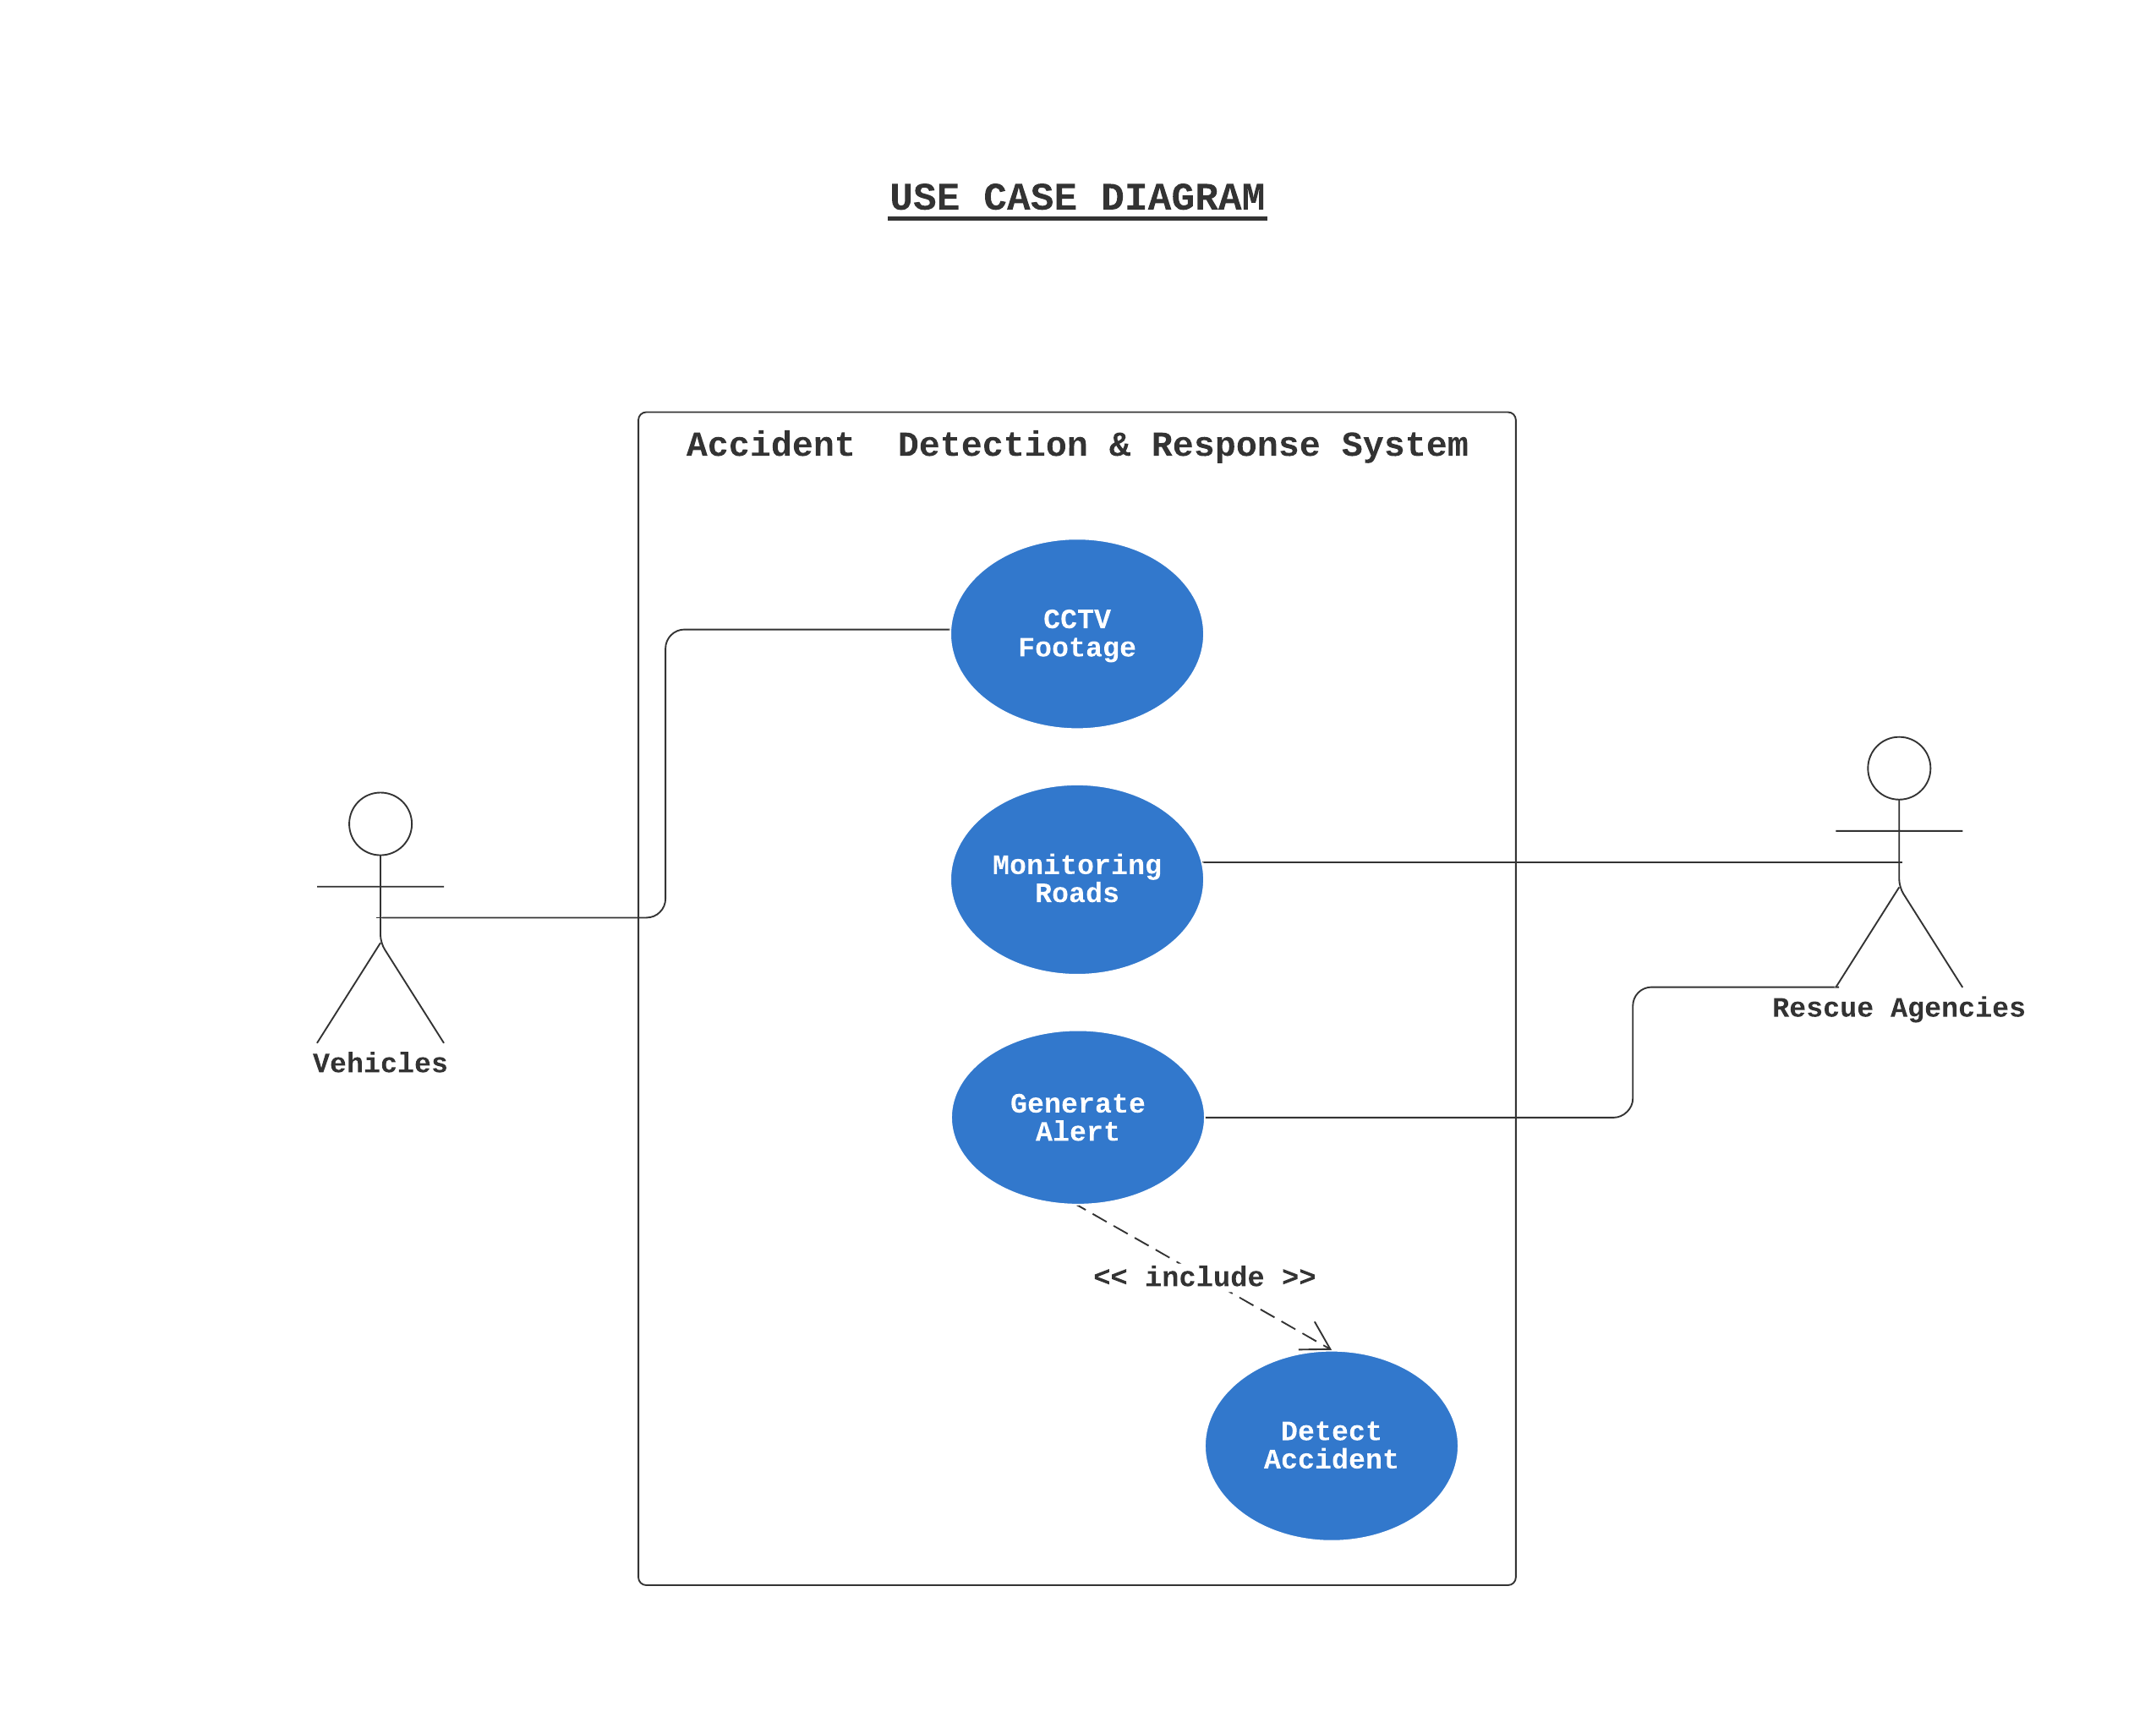 USE CASE DIAGRAM
Accident  Detection & Response System
CCTV
Footage
Monitoring
Roads
Rescue Agencies
Vehicles
Generate
Alert
<< include >>
Detect
Accident